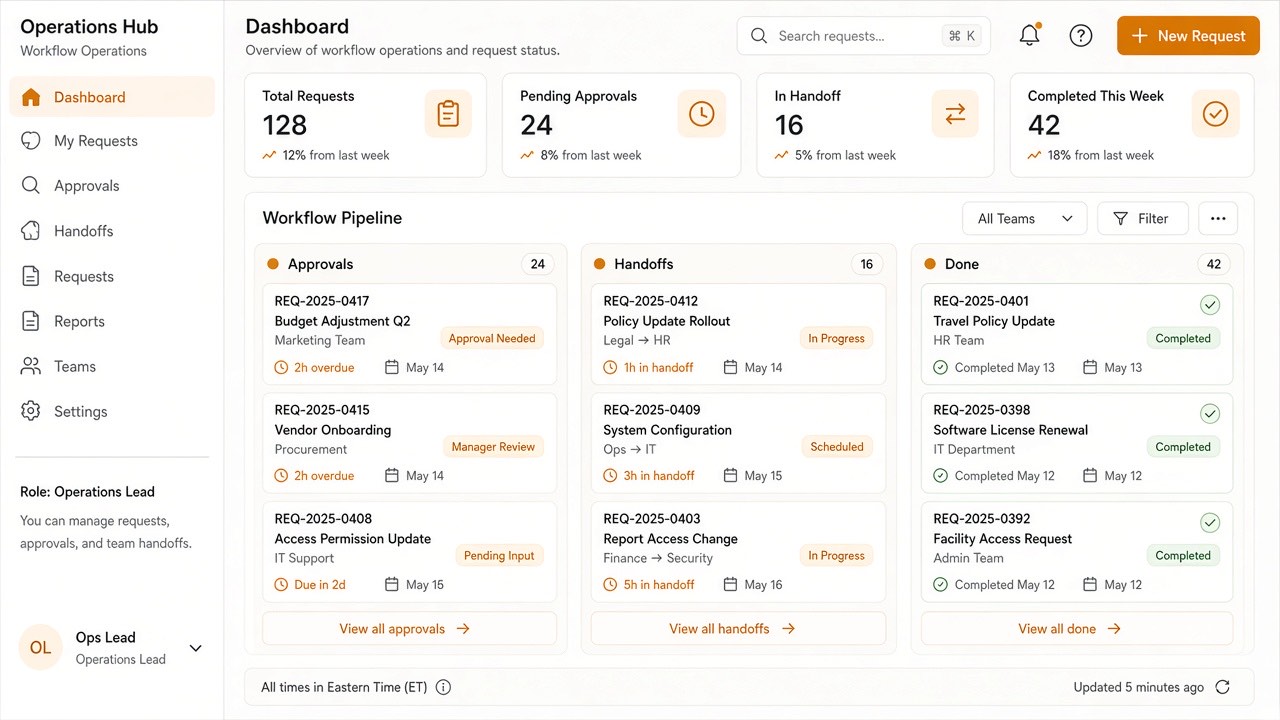 Operations Hub
Workflow Operations
Dashboard
My Requests
Approvals
Handoffs
Requests
Reports
Teams
Settings
Role: Operations Lead
You can manage requests,
approvals, and team handoffs.
OL
Ops Lead
Operations Lead
Dashboard
Overview of workflow operations and request status.
Search requests...
⌘ K
New Request
Total Requests
128
12% from last week
Pending Approvals
24
8% from last week
In Handoff
16
5% from last week
Completed This Week
42
18% from last week
Workflow Pipeline
All Teams
Filter
Approvals
24
REQ-2025-0417
Budget Adjustment Q2
Marketing Team
Approval Needed
2h overdue
May 14
REQ-2025-0415
Vendor Onboarding
Procurement
Manager Review
2h overdue
May 14
REQ-2025-0408
Access Permission Update
IT Support
Pending Input
Due in 2d
May 15
View all approvals →
Handoffs
16
REQ-2025-0412
Policy Update Rollout
Legal → HR
In Progress
1h in handoff
May 14
REQ-2025-0409
System Configuration
Ops → IT
Scheduled
3h in handoff
May 15
REQ-2025-0403
Report Access Change
Finance → Security
In Progress
5h in handoff
May 16
View all handoffs →
Done
42
REQ-2025-0401
Travel Policy Update
HR Team
Completed
Completed May 13
May 13
REQ-2025-0398
Software License Renewal
IT Department
Completed
Completed May 12
May 12
REQ-2025-0392
Facility Access Request
Admin Team
Completed
Completed May 12
May 12
View all done →
All times in Eastern Time (ET)
Updated 5 minutes ago